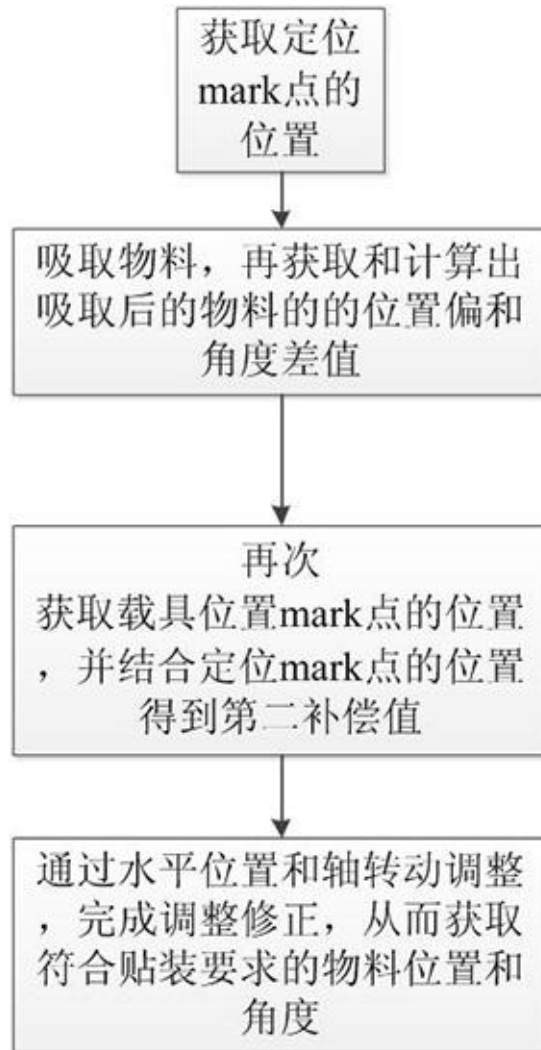 获取定位
mark点的
位置
吸取物料，再获取和计算出
吸取后的物料的的位置偏和
角度差值
再次
获取载具位置mark点的位置
，并结合定位mark点的位置
得到第二补偿值
通过水平位置和轴转动调整
，完成调整修正，从而获取
符合贴装要求的物料位置和
角度